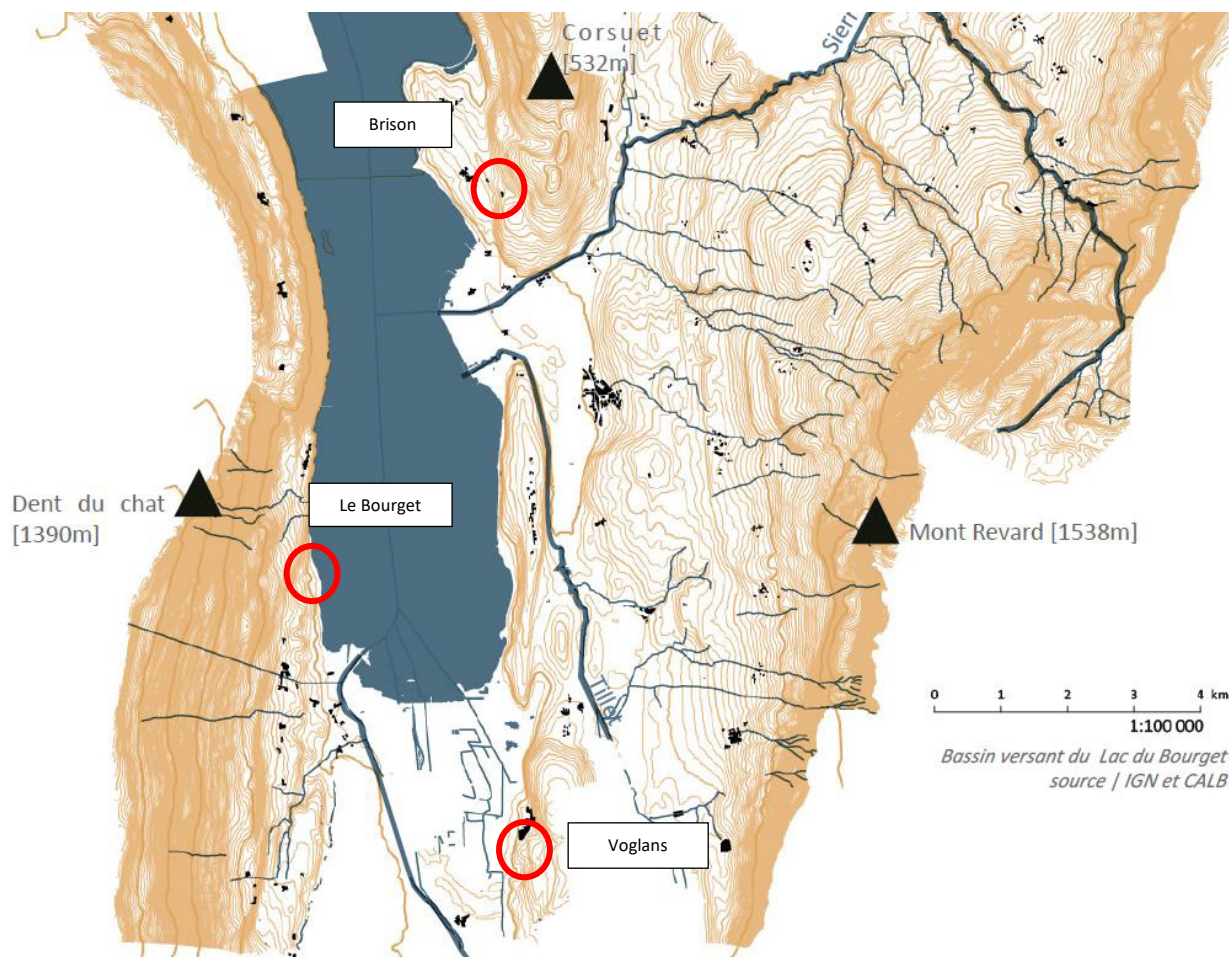 Corsuet
[532m]
Sierr
Brison
Dent du chat
[1390m]
Le Bourget
Mont Revard [1538m]
Tillet
0 1 2 3 4 km
1:100 000
Bassin versant du Lac du Bourget
source | IGN et CALB
Voglans